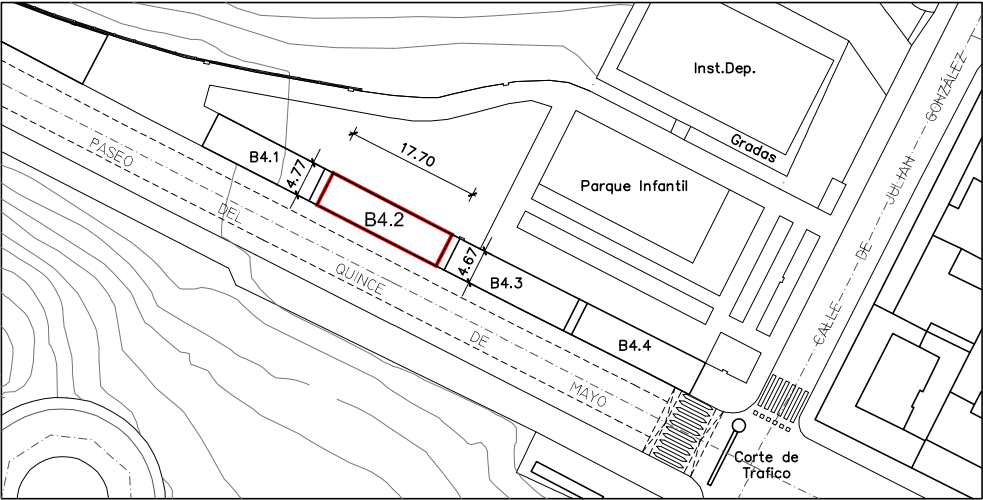 Inst.Dep.
Gradas
GONZÁLEZ
JULIAN
DE
CALLE
PASEO
DEL
QUINCE
DE
MAYO
B4.1
4.77
17.70
B4.2
4.67
B4.3
B4.4
Parque Infantil
Corte de
Trafico